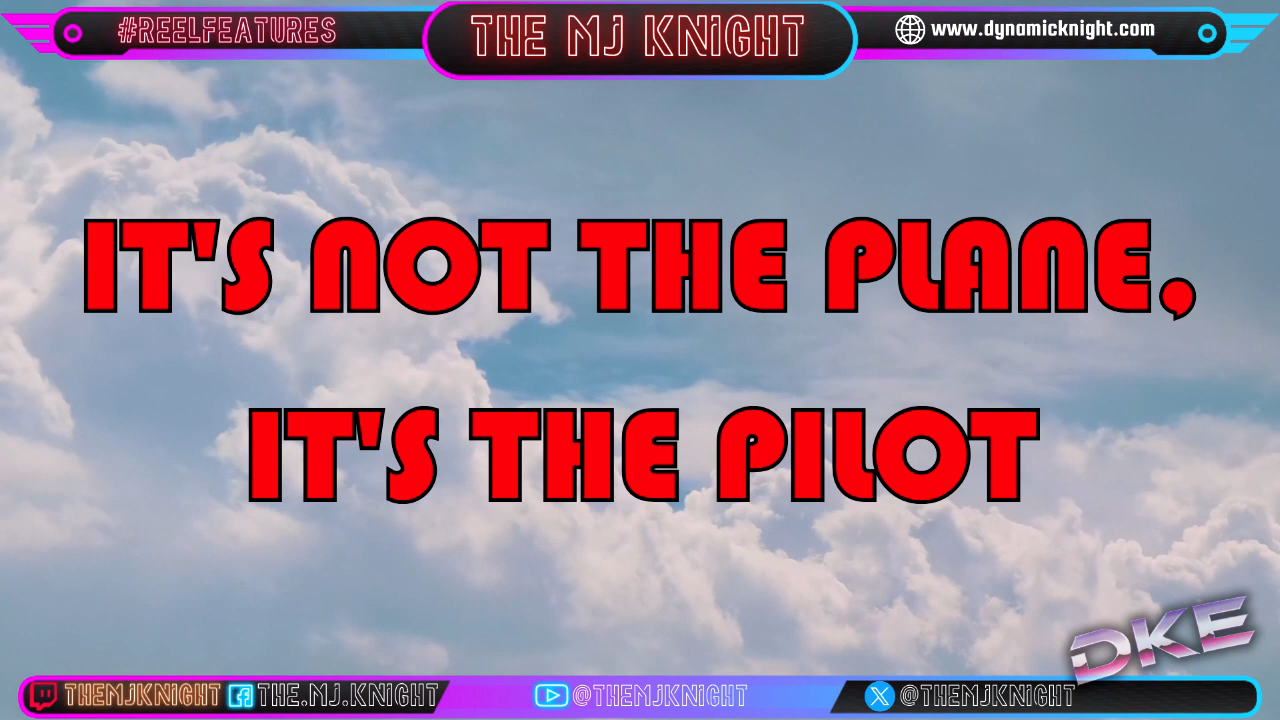 #REELFEATURES
THE MJ KNIGHT
www.dynamicknight.com
IT'S NOT THE PLANE,
IT'S THE PILOT
DKE
THEMJKNIGHT
THE.MJ.KNIGHT
@THEMJKNIGHT
@THEMJKNIGHT